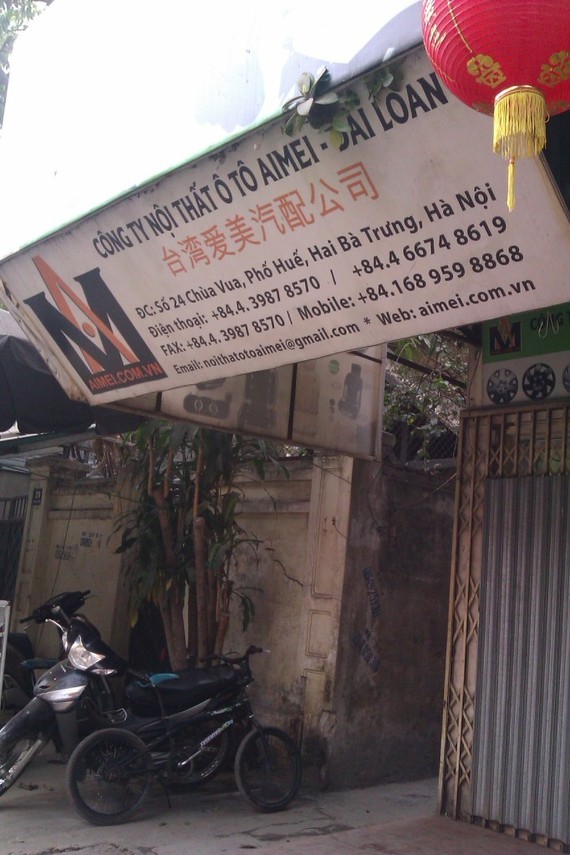 CÔNG TY NỘI THẤT Ô TÔ AIMEI - ĐÀI LOAN
台湾爱美汽配公司
ĐC: Số 24 Chùa Vua, Phố Huế, Hai Bà Trưng, Hà Nội
Điện thoại: +84.4. 3987 8570 / +84.4 6674 8619
FAX: +84.4. 3987 8570 / Mobile: +84.168 959 8868
Email: noithatotoaimei@gmail.com * Web: aimei.com.vn
AM
AIMEI.COM.VN
CÔNG T